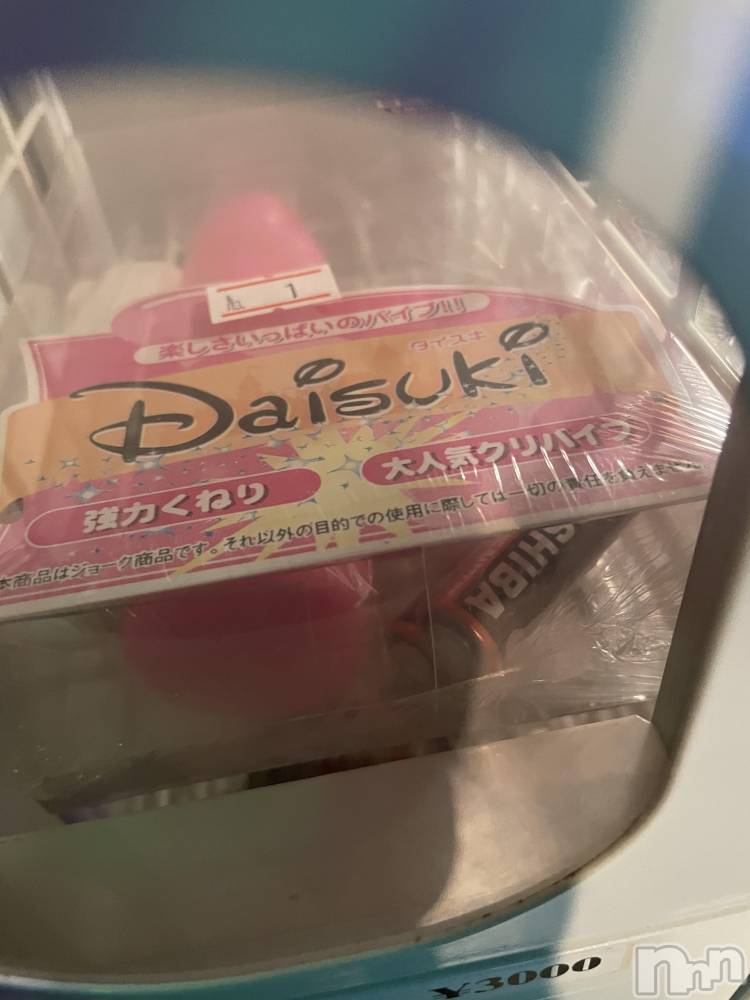 1
楽しさいっぱいのバイブ!!
ダイスキ
Daisuki
強力くねり
大人気クリバイブ
本商品はジョーク商品です。それ以外の目的での使用に際しては一切の責任を負えません。
SHIBA
¥3000
nnn